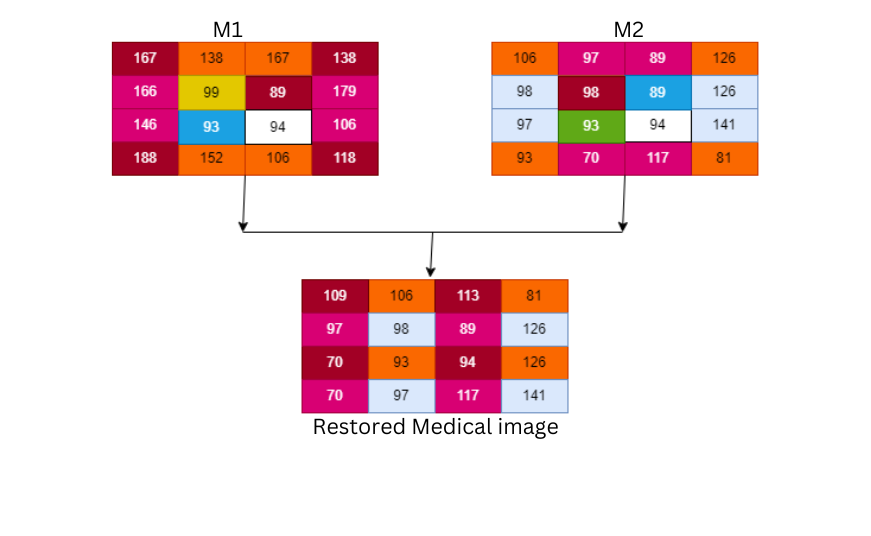 M1
M2
167 138 167 138
166 99 89 179
146 93 94 106
188 152 106 118
106 97 89 126
98 98 89 126
97 93 94 141
93 70 117 81
109 106 113 81
97 98 89 126
70 93 94 126
70 97 117 141
Restored Medical image